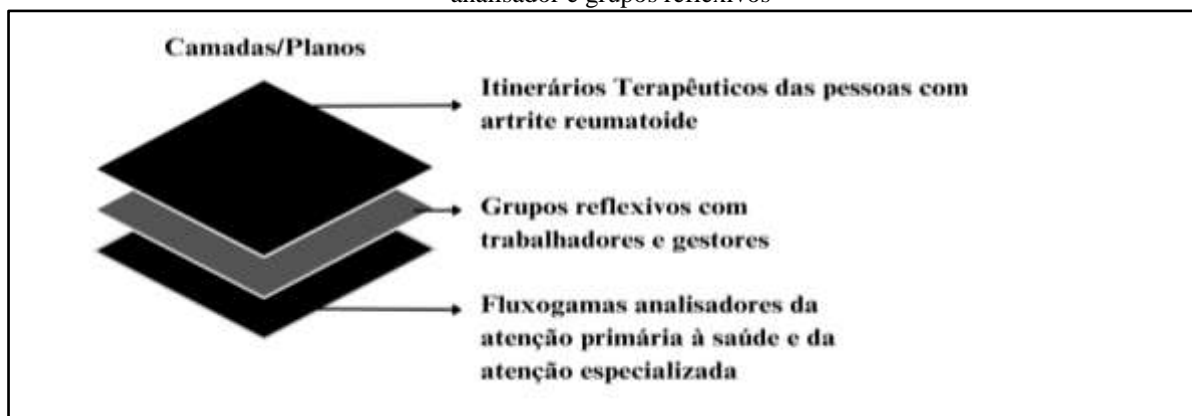 analisador e grupos reflexivos
Camadas/Planos
Itinerários Terapêuticos das pessoas com
artrite reumatoide
Grupos reflexivos com
trabalhadores e gestores
Fluxogamas analisadores da
atenção primária à saúde e da
atenção especializada